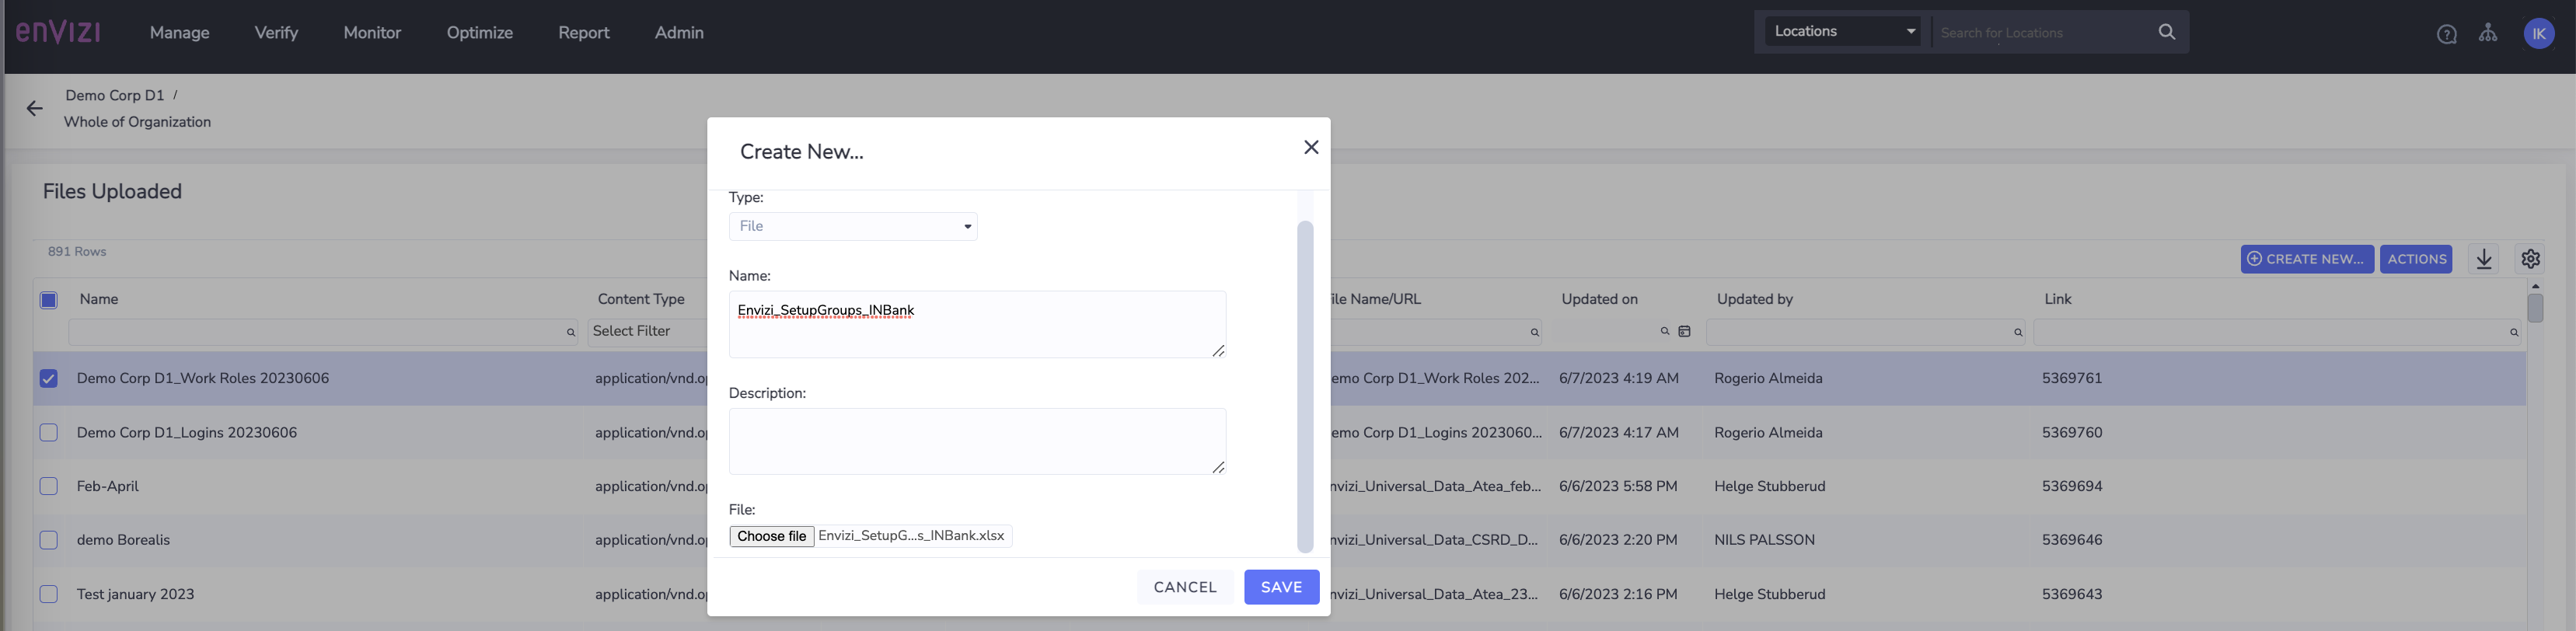 enVIZI Manage Verify Monitor Optimize Report Admin Locations Search for Locations IK
Demo Corp D1 /
Whole of Organization
Files Uploaded
891 Rows
CREATE NEW... ACTIONS
Name Content Type ile Name/URL Updated on Updated by Link
Select Filter
Demo Corp D1_Work Roles 20230606 application/vnd.op emo Corp D1_Work Roles 202... 6/7/2023 4:19 AM Rogerio Almeida 5369761
Demo Corp D1_Logins 20230606 application/vnd.op emo Corp D1_Logins 2023060... 6/7/2023 4:17 AM Rogerio Almeida 5369760
Feb-April application/vnd.op nvizi_Universal_Data_Atea_feb... 6/6/2023 5:58 PM Helge Stubberud 5369694
demo Borealis application/vnd.op nvizi_Universal_Data_CSRD_D... 6/6/2023 2:20 PM NILS PALSSON 5369646
Test january 2023 application/vnd.op nvizi_Universal_Data_Atea_23... 6/6/2023 2:16 PM Helge Stubberud 5369643
Create New...
Type:
File
Name:
Envizi_SetupGroups_INBank
Description:
File:
Choose file Envizi_SetupG...s_INBank.xlsx
CANCEL SAVE